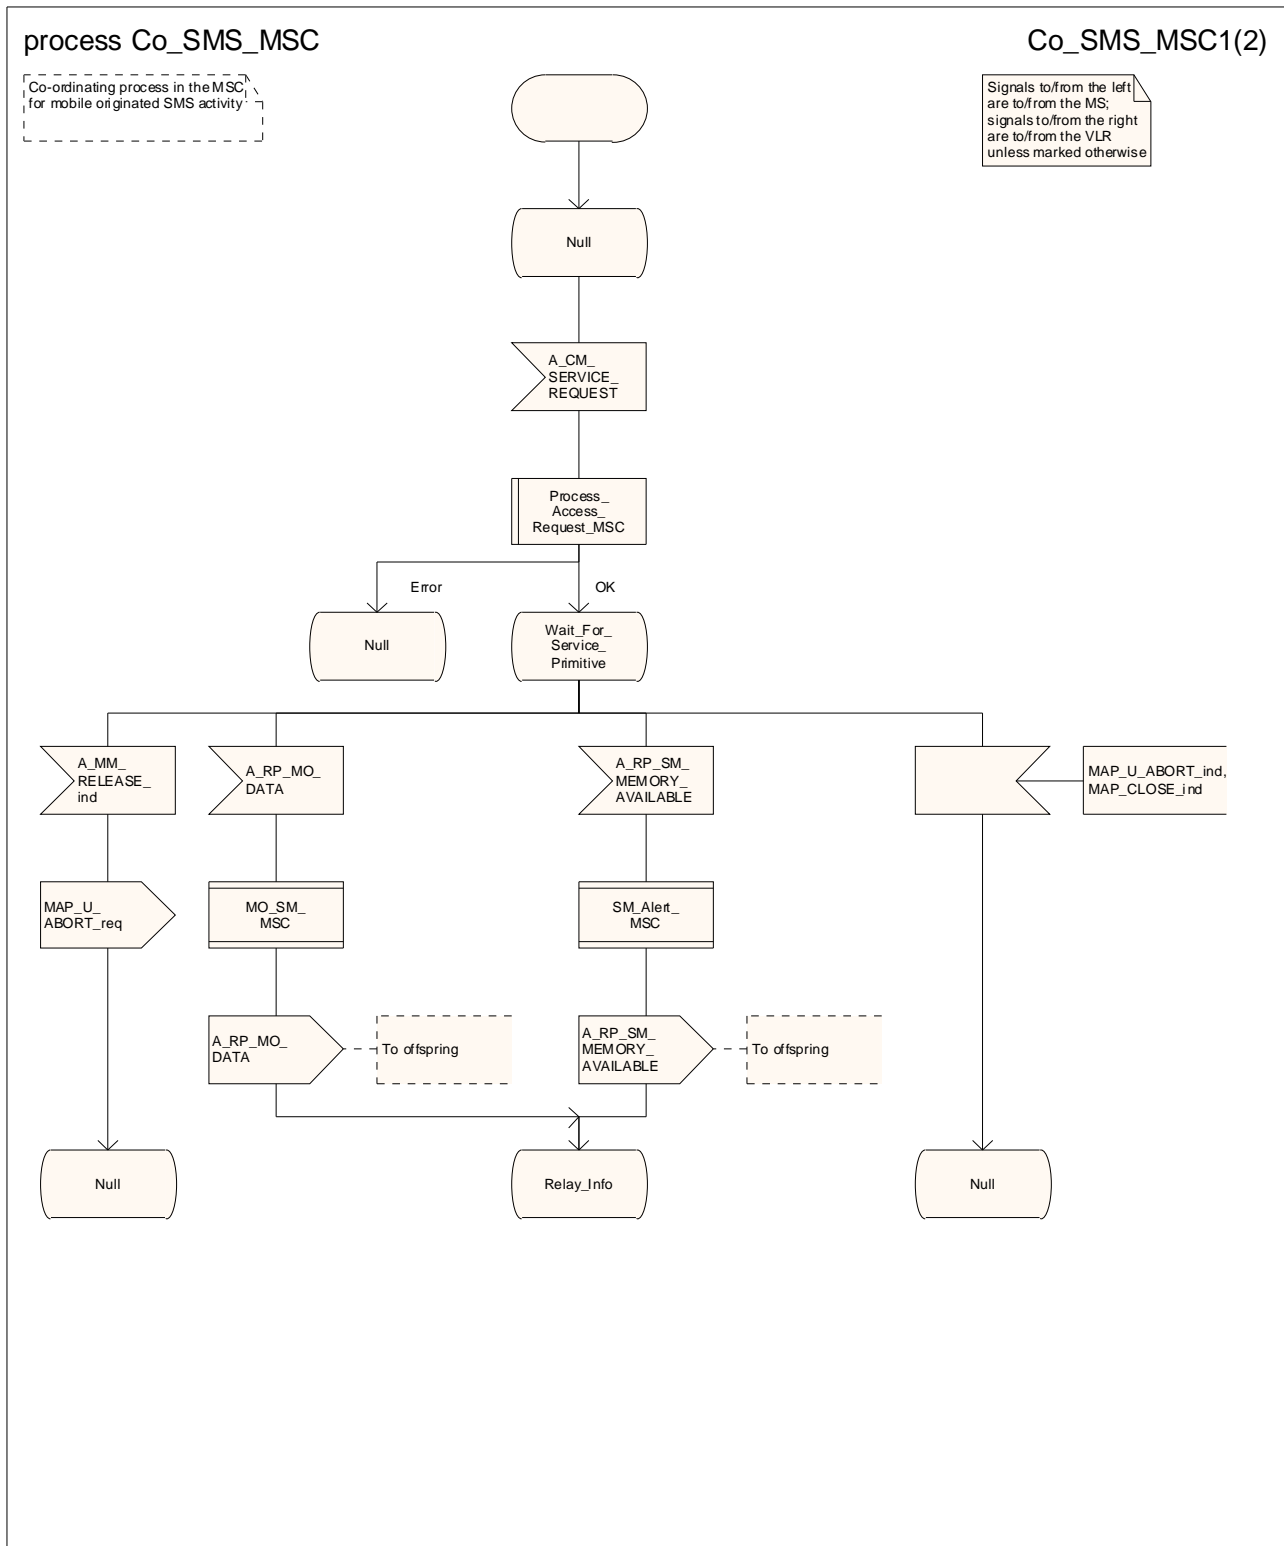 process Co_SMS_MSC
Co_SMS_MSC1(2)
Co-ordinating process in the MSC
for mobile originated SMS activity
Signals to/from the left
are to/from the MS;
signals to/from the right
are to/from the VLR
unless marked otherwise
Null
A_CM_
SERVICE_
REQUEST
Process_
Access_
Request_MSC
Error
OK
Null
Wait_For_
Service_
Primitive
A_MM_
RELEASE_
ind
A_RP_MO_
DATA
A_RP_SM_
MEMORY_
AVAILABLE
MAP_U_ABORT_ind,
MAP_CLOSE_ind
MAP_U_
ABORT_req
MO_SM_
MSC
SM_Alert_
MSC
A_RP_MO_
DATA
To offspring
A_RP_SM_
MEMORY_
AVAILABLE
To offspring
Null
Relay_Info
Null